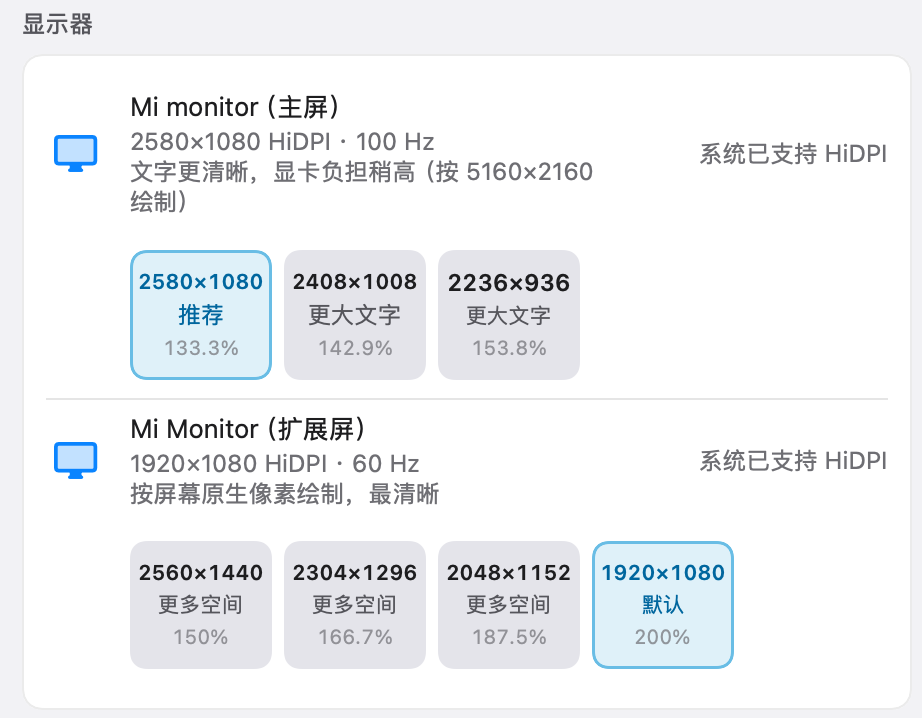 显示器
Mi monitor（主屏）
2580×1080 HiDPI · 100 Hz
系统已支持 HiDPI
文字更清晰，显卡负担稍高（按 5160×2160
绘制）
2580×1080 2408×1008 2236×936
推荐 更大文字 更大文字
133.3% 142.9% 153.8%
Mi Monitor（扩展屏）
1920×1080 HiDPI · 60 Hz
系统已支持 HiDPI
按屏幕原生像素绘制，最清晰
2560×1440 2304×1296 2048×1152 1920×1080
更多空间 更多空间 更多空间 默认
150% 166.7% 187.5% 200%